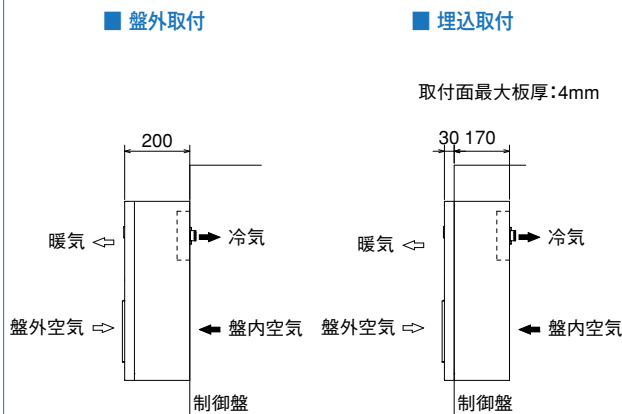 ■ 盤外取付
■ 埋込取付
取付面最大板厚：4mm
200
30 170
暖気
冷気
暖気
冷気
盤外空気
盤内空気
盤外空気
盤内空気
制御盤
制御盤